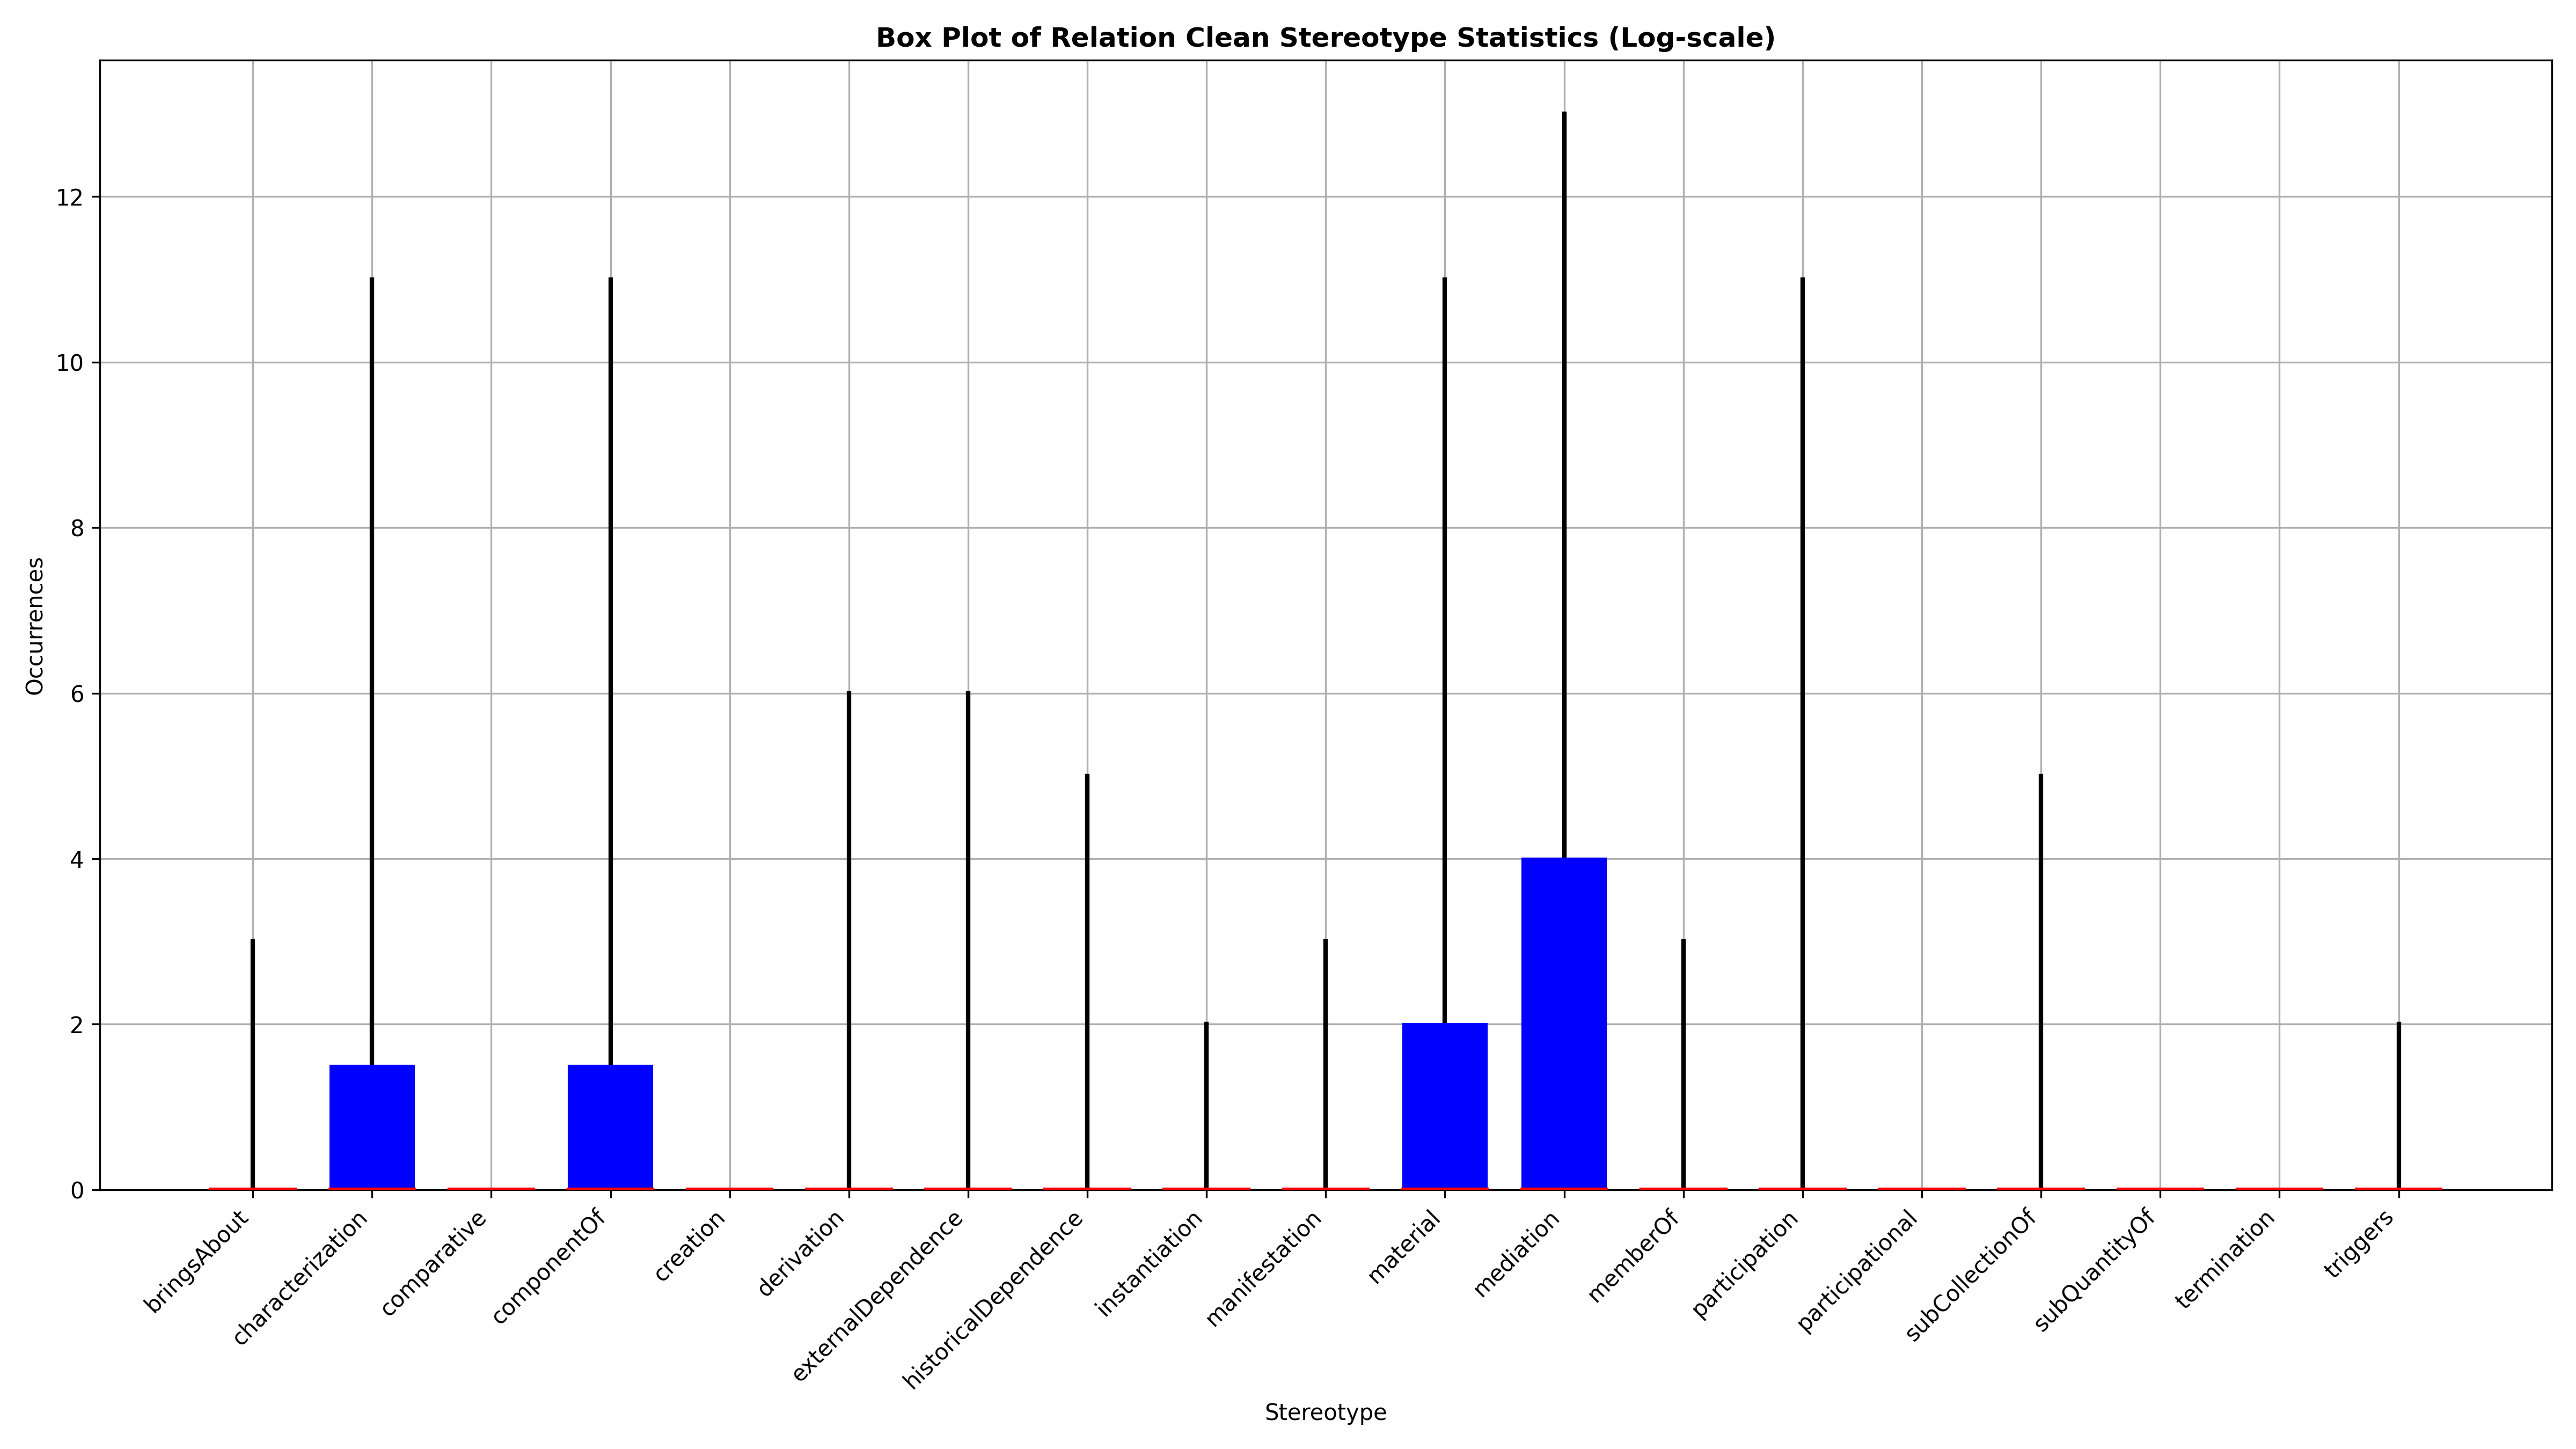 Box Plot of Relation Clean Stereotype Statistics (Log-scale)
Occurrences
12
10
8
6
4
2
0
bringsAbout
characterization
comparative
componentOf
creation
derivation
externalDependence
historicalDependence
instantiation
manifestation
material
mediation
memberOf
participation
participational
subCollectionOf
subQuantityOf
termination
triggers
Stereotype